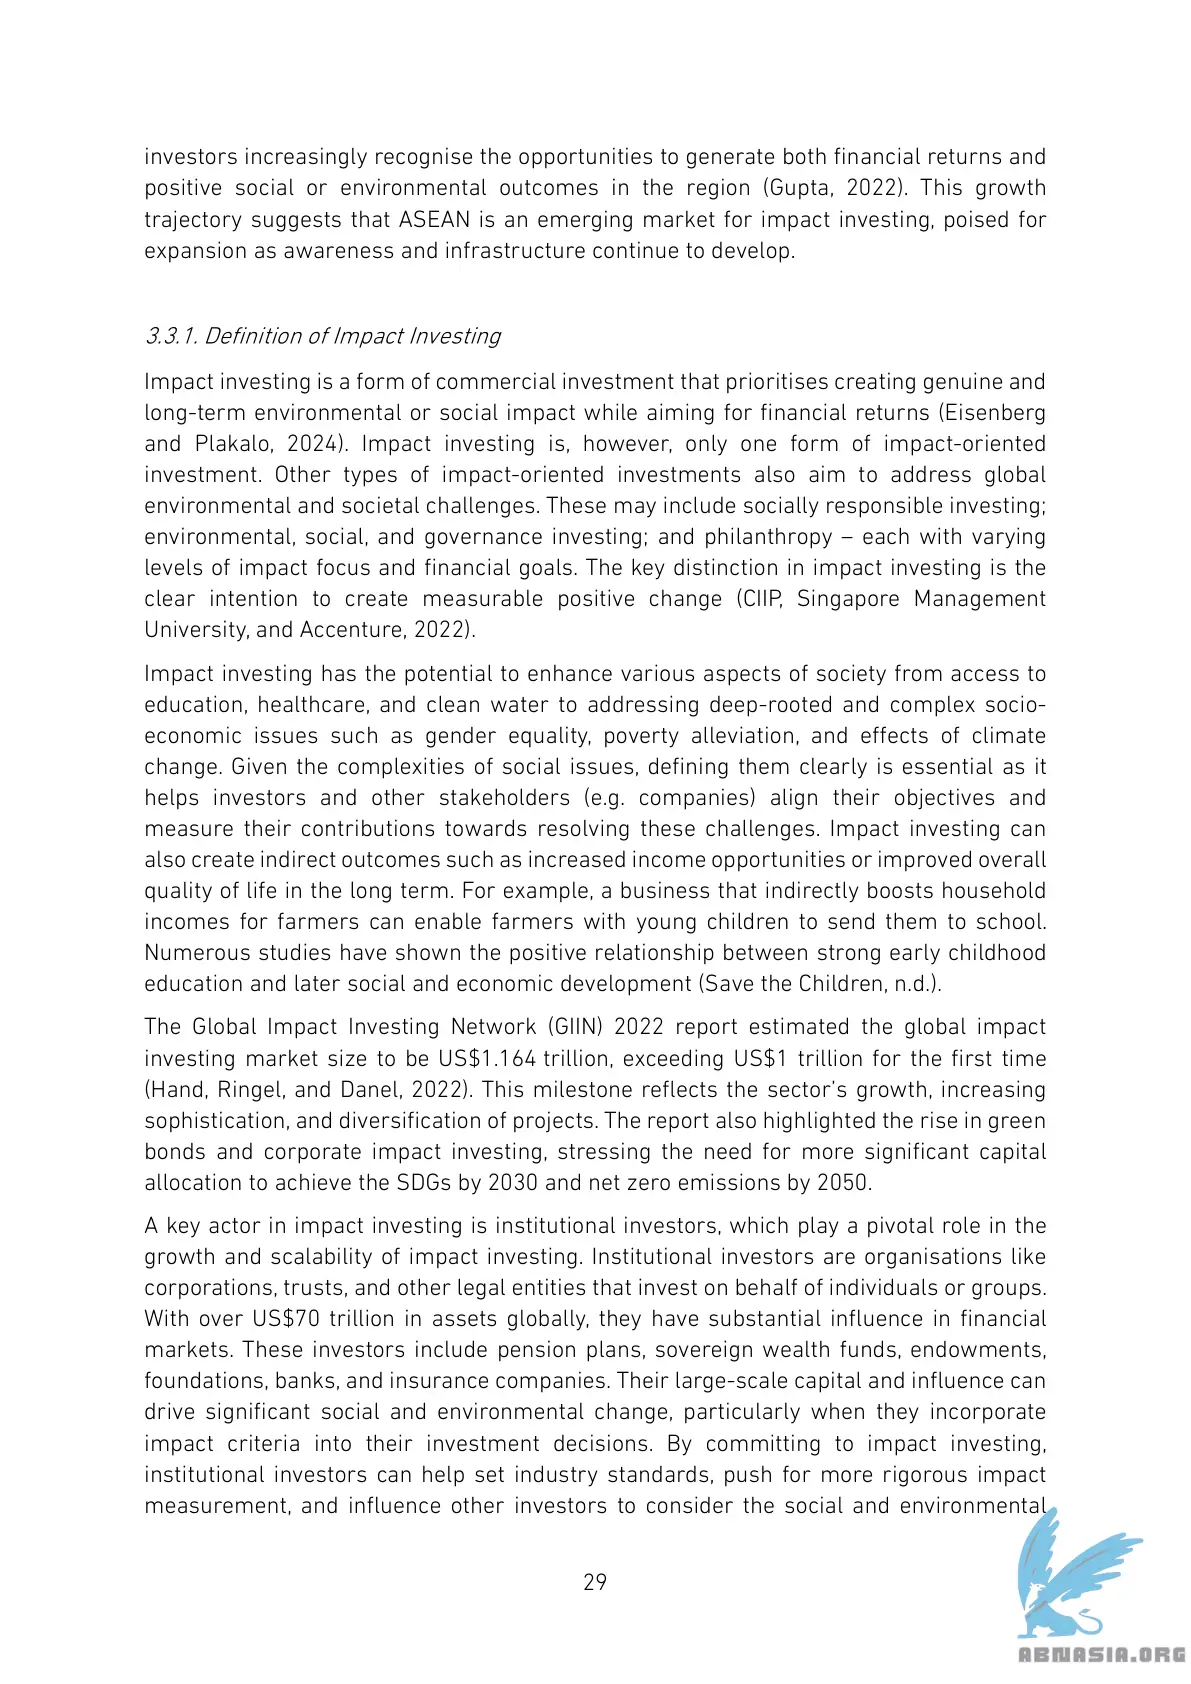 investors increasingly recognise the opportunities to generate both financial returns and
positive social or environmental outcomes in the region (Gupta, 2022). This growth
trajectory suggests that ASEAN is an emerging market for impact investing, poised for
expansion as awareness and infrastructure continue to develop.
3.3.1. Definition of Impact Investing
Impact investing is a form of commercial investment that prioritises creating genuine and
long-term environmental or social impact while aiming for financial returns (Eisenberg
and Plakalo, 2024). Impact investing is, however, only one form of impact-oriented
investment. Other types of impact-oriented investments also aim to address global
environmental and societal challenges. These may include socially responsible investing;
environmental, social, and governance investing; and philanthropy – each with varying
levels of impact focus and financial goals. The key distinction in impact investing is the
clear intention to create measurable positive change (CIIP, Singapore Management
University, and Accenture, 2022).
Impact investing has the potential to enhance various aspects of society from access to
education, healthcare, and clean water to addressing deep-rooted and complex socio-
economic issues such as gender equality, poverty alleviation, and effects of climate
change. Given the complexities of social issues, defining them clearly is essential as it
helps investors and other stakeholders (e.g. companies) align their objectives and
measure their contributions towards resolving these challenges. Impact investing can
also create indirect outcomes such as increased income opportunities or improved overall
quality of life in the long term. For example, a business that indirectly boosts household
incomes for farmers can enable farmers with young children to send them to school.
Numerous studies have shown the positive relationship between strong early childhood
education and later social and economic development (Save the Children, n.d.).
The Global Impact Investing Network (GIIN) 2022 report estimated the global impact
investing market size to be US$1.164 trillion, exceeding US$1 trillion for the first time
(Hand, Ringel, and Danel, 2022). This milestone reflects the sector's growth, increasing
sophistication, and diversification of projects. The report also highlighted the rise in green
bonds and corporate impact investing, stressing the need for more significant capital
allocation to achieve the SDGs by 2030 and net zero emissions by 2050.
A key actor in impact investing is institutional investors, which play a pivotal role in the
growth and scalability of impact investing. Institutional investors are organisations like
corporations, trusts, and other legal entities that invest on behalf of individuals or groups.
With over US$70 trillion in assets globally, they have substantial influence in financial
markets. These investors include pension plans, sovereign wealth funds, endowments,
foundations, banks, and insurance companies. Their large-scale capital and influence can
drive significant social and environmental change, particularly when they incorporate
impact criteria into their investment decisions. By committing to impact investing,
institutional investors can help set industry standards, push for more rigorous impact
measurement, and influence other investors to consider the social and environmental
29
ABNASIA.ORG